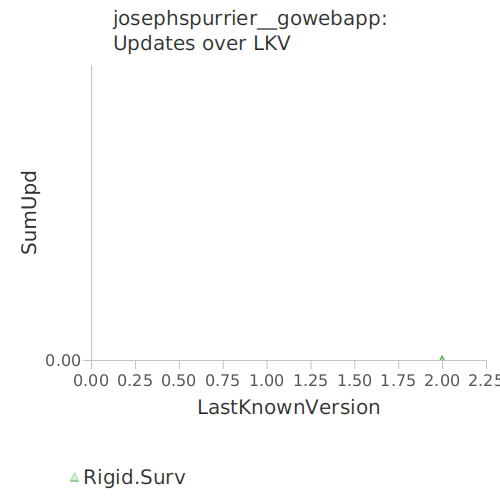 josephspurrier__gowebapp:
Updates over LKV
SumUpd
0.00
0.00 0.25 0.50 0.75 1.00 1.25 1.50 1.75 2.00 2.25
LastKnownVersion
Rigid.Surv